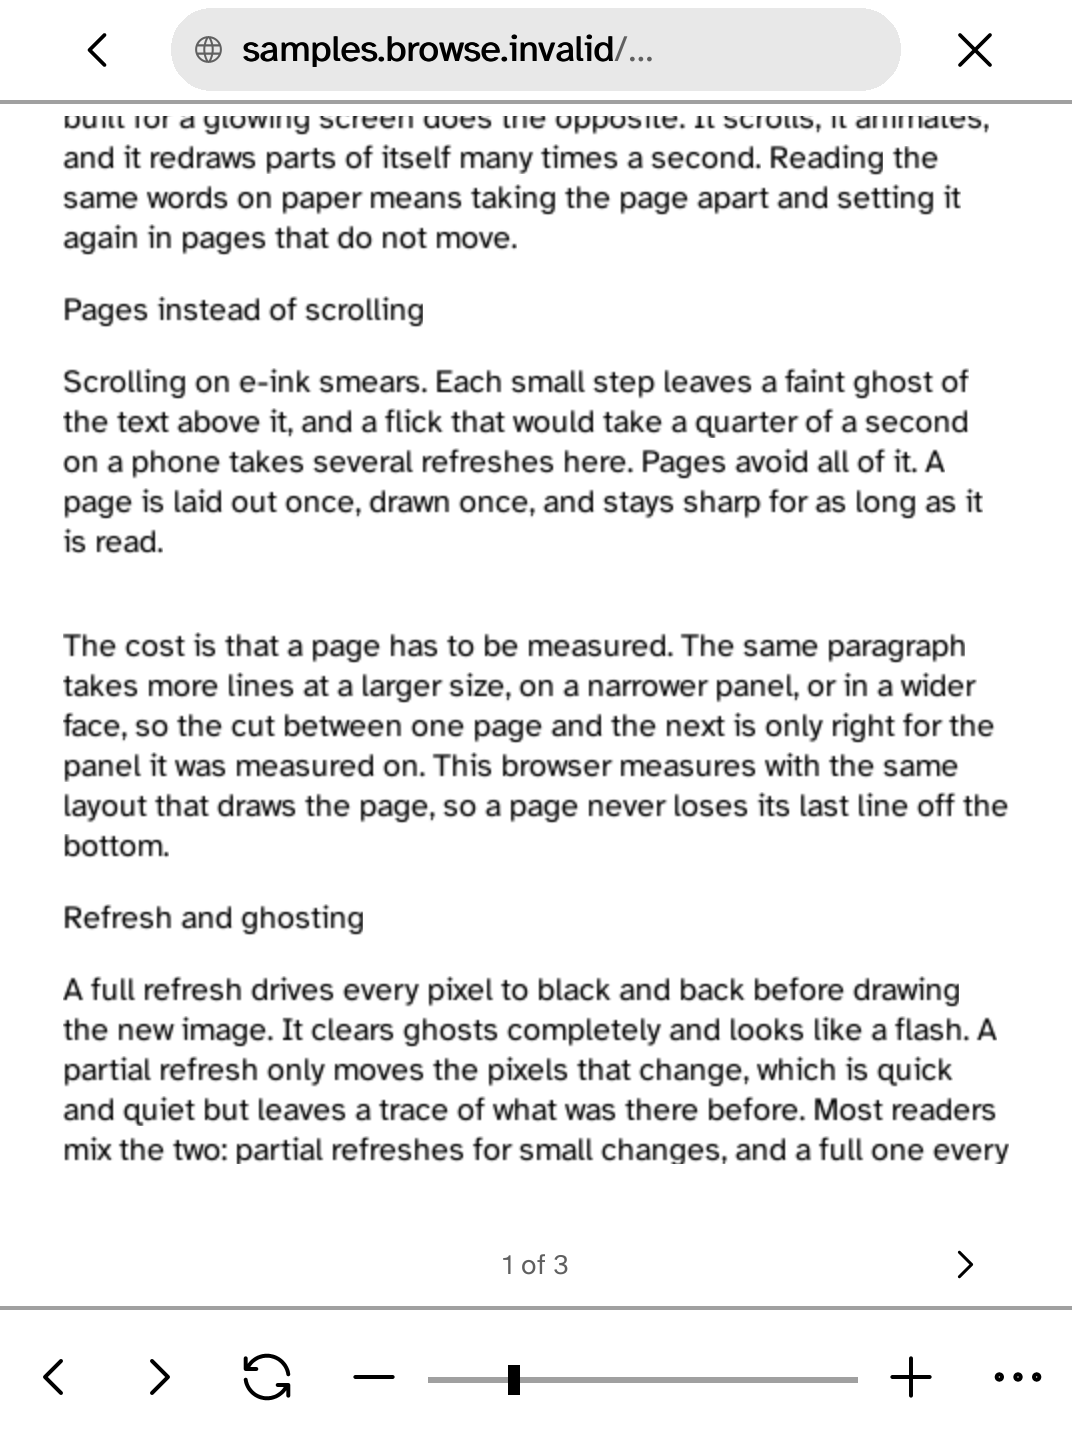 samples.browse.invalid/...
built for a glowing screen does the opposite. It scrolls, it animates,
and it redraws parts of itself many times a second. Reading the
same words on paper means taking the page apart and setting it
again in pages that do not move.
Pages instead of scrolling
Scrolling on e-ink smears. Each small step leaves a faint ghost of
the text above it, and a flick that would take a quarter of a second
on a phone takes several refreshes here. Pages avoid all of it. A
page is laid out once, drawn once, and stays sharp for as long as it
is read.
The cost is that a page has to be measured. The same paragraph
takes more lines at a larger size, on a narrower panel, or in a wider
face, so the cut between one page and the next is only right for the
panel it was measured on. This browser measures with the same
layout that draws the page, so a page never loses its last line off the
bottom.
Refresh and ghosting
A full refresh drives every pixel to black and back before drawing
the new image. It clears ghosts completely and looks like a flash. A
partial refresh only moves the pixels that change, which is quick
and quiet but leaves a trace of what was there before. Most readers
mix the two: partial refreshes for small changes, and a full one every
1 of 3